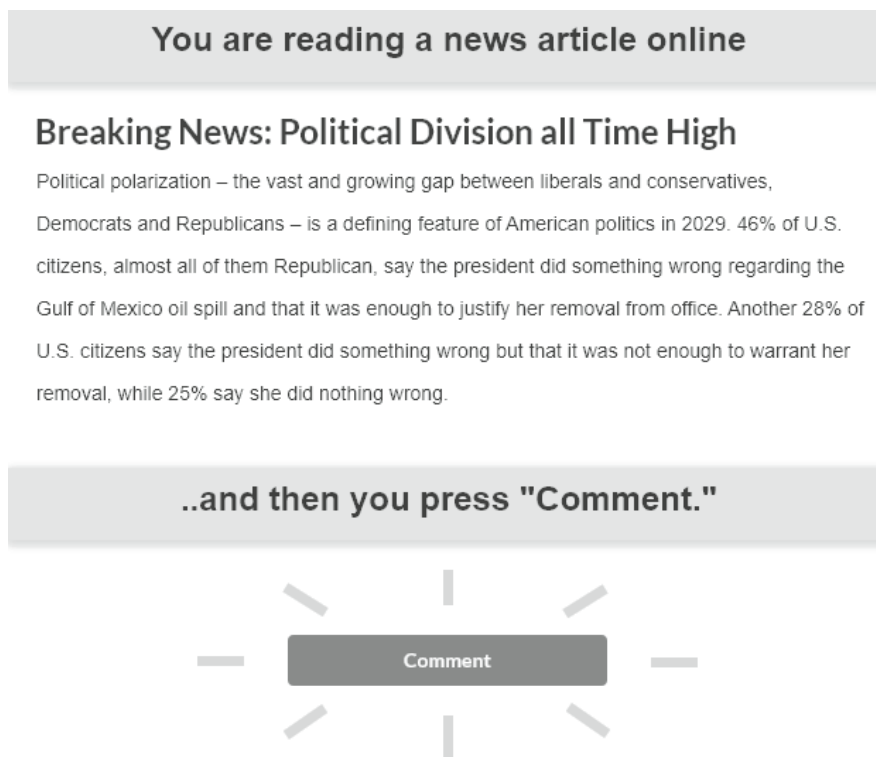 You are reading a news article online
Breaking News: Political Division all Time High
Political polarization – the vast and growing gap between liberals and conservatives,
Democrats and Republicans – is a defining feature of American politics in 2029. 46% of U.S.
citizens, almost all of them Republican, say the president did something wrong regarding the
Gulf of Mexico oil spill and that it was enough to justify her removal from office. Another 28% of
U.S. citizens say the president did something wrong but that it was not enough to warrant her
removal, while 25% say she did nothing wrong.
..and then you press "Comment."
Comment